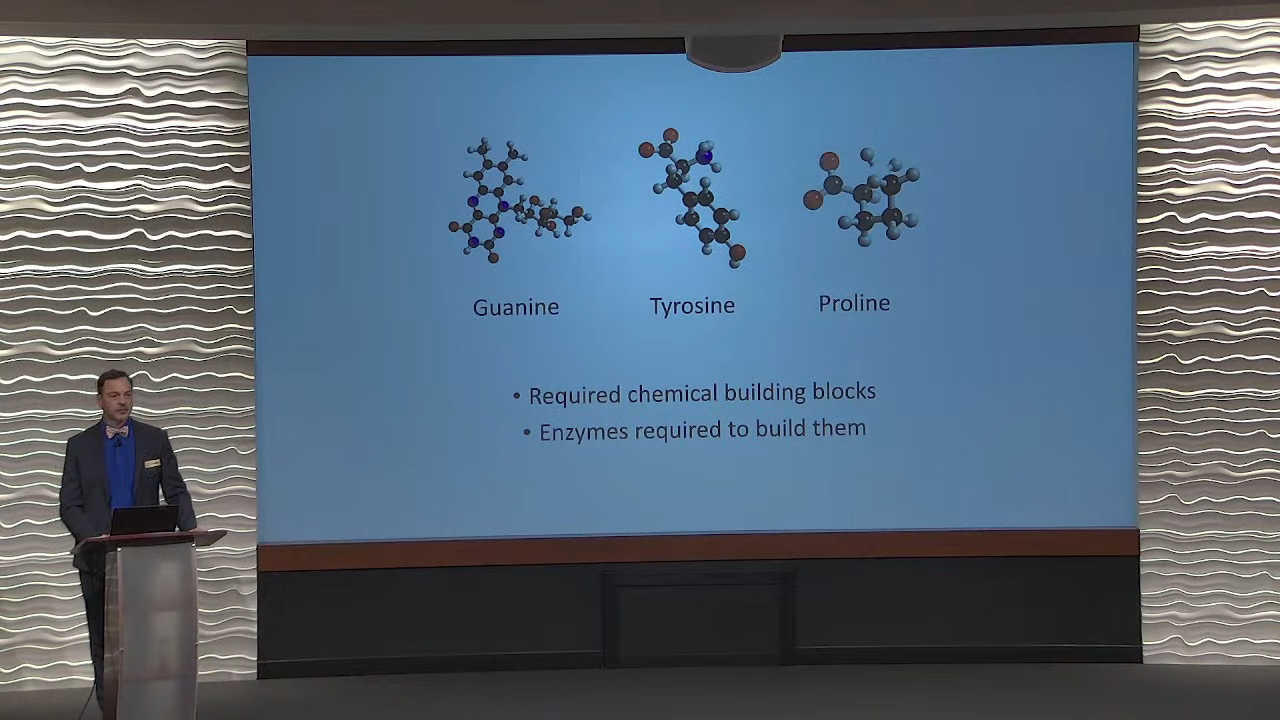 Guanine
Tyrosine
Proline
• Required chemical building blocks
• Enzymes required to build them